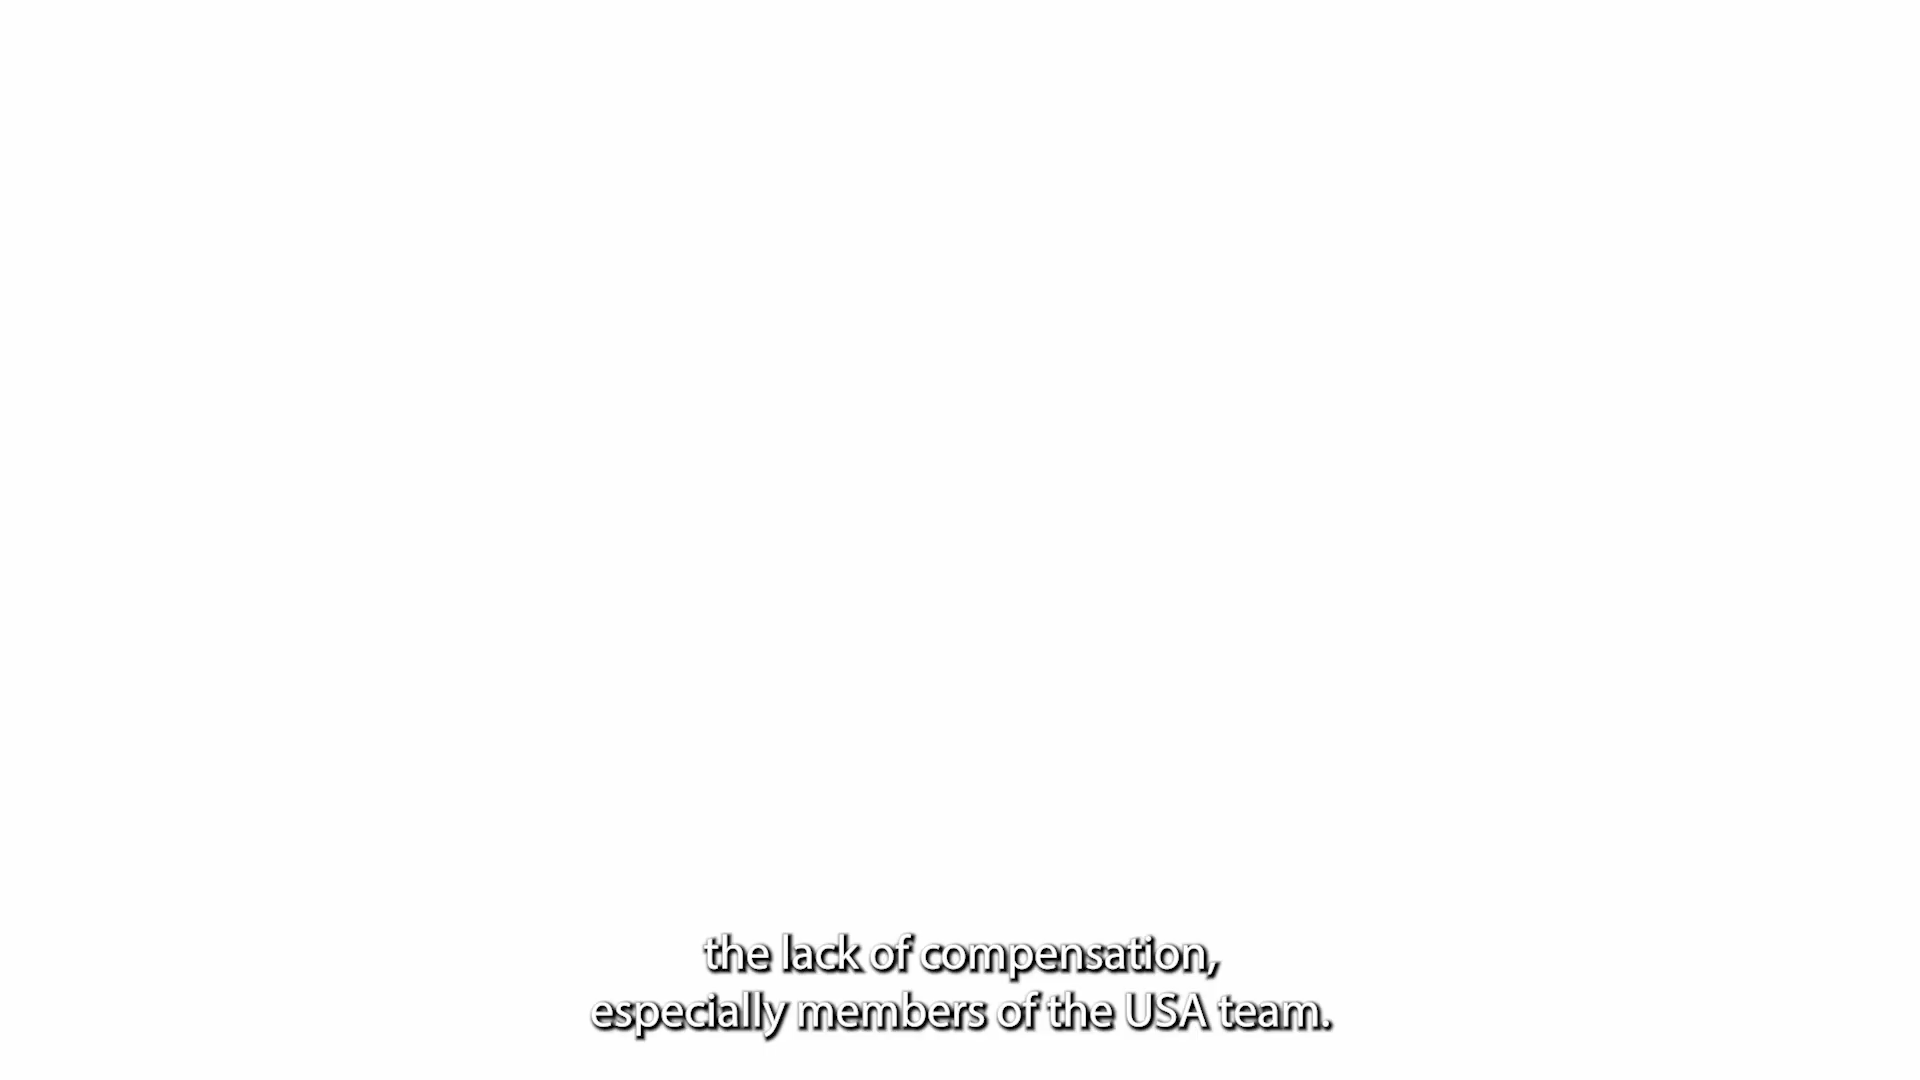 the lack of compensation,
especially members of the USA team.